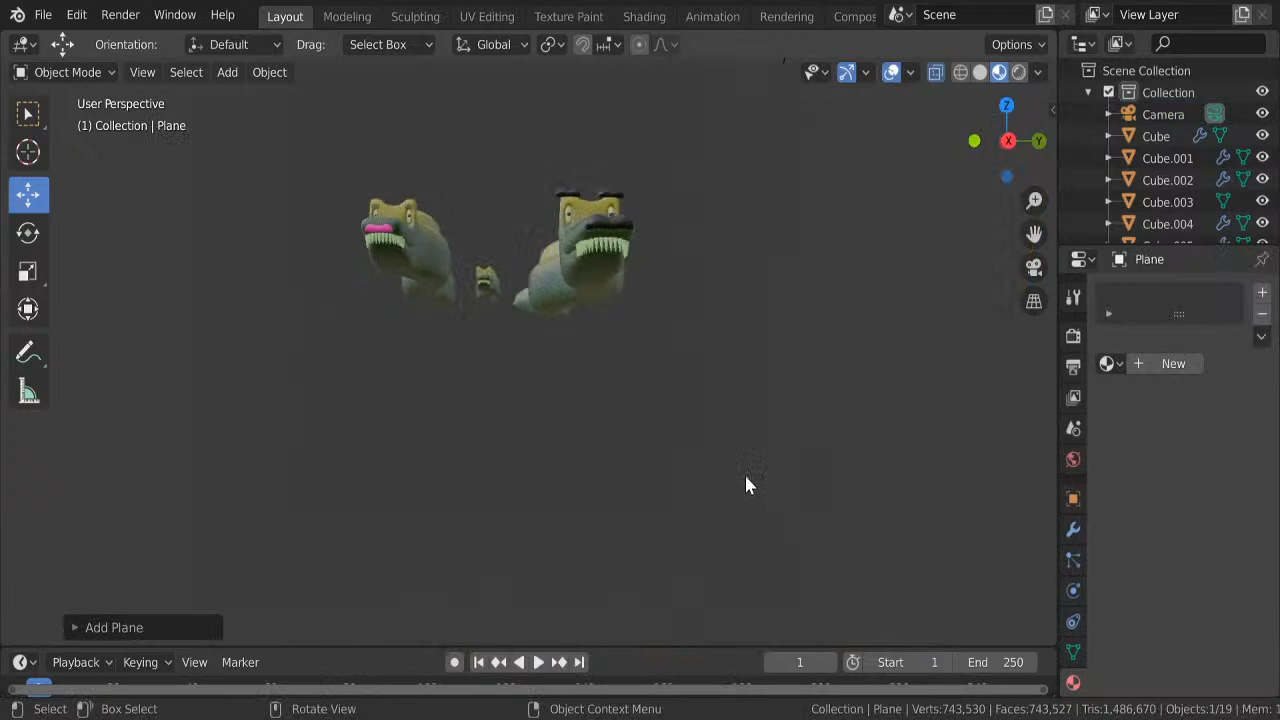 File Edit Render Window Help Layout Modeling Sculpting UV Editing Texture Paint Shading Animation Rendering Compos Scene View Layer
Orientation: Default Drag: Select Box Global Options
Object Mode View Select Add Object
Scene Collection
Collection
Camera
Cube
Cube.001
Cube.002
Cube.003
Cube.004
User Perspective
(1) Collection | Plane
Z
X
Y
Plane
New
Add Plane
Playback Keying View Marker 1 Start 1 End 250
Select Box Select Rotate View Object Context Menu Collection | Plane | Verts:743,530 | Faces:743,527 | Tris:1,486,670 | Objects:1/19 | Mem: 1